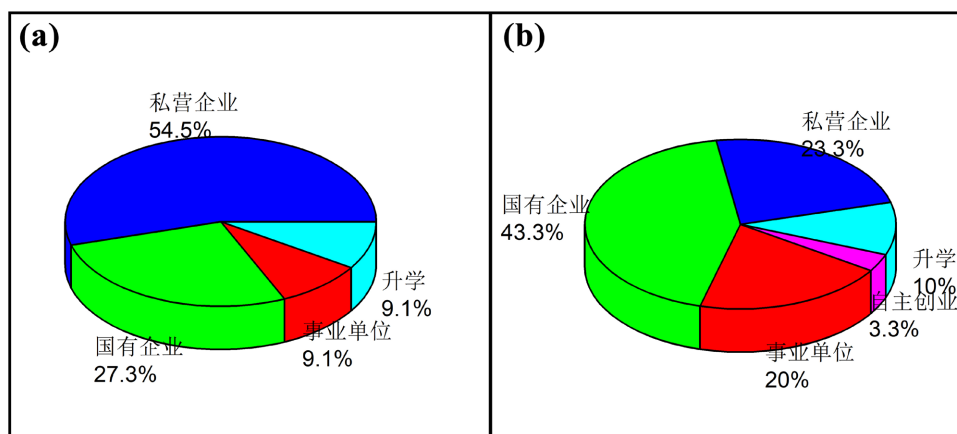 (a)
私营企业
54.5%
升学
9.1%
事业单位
9.1%
国有企业
27.3%
(b)
私营企业
23.3%
国有企业
43.3%
升学
10%
自主创业
3.3%
事业单位
20%